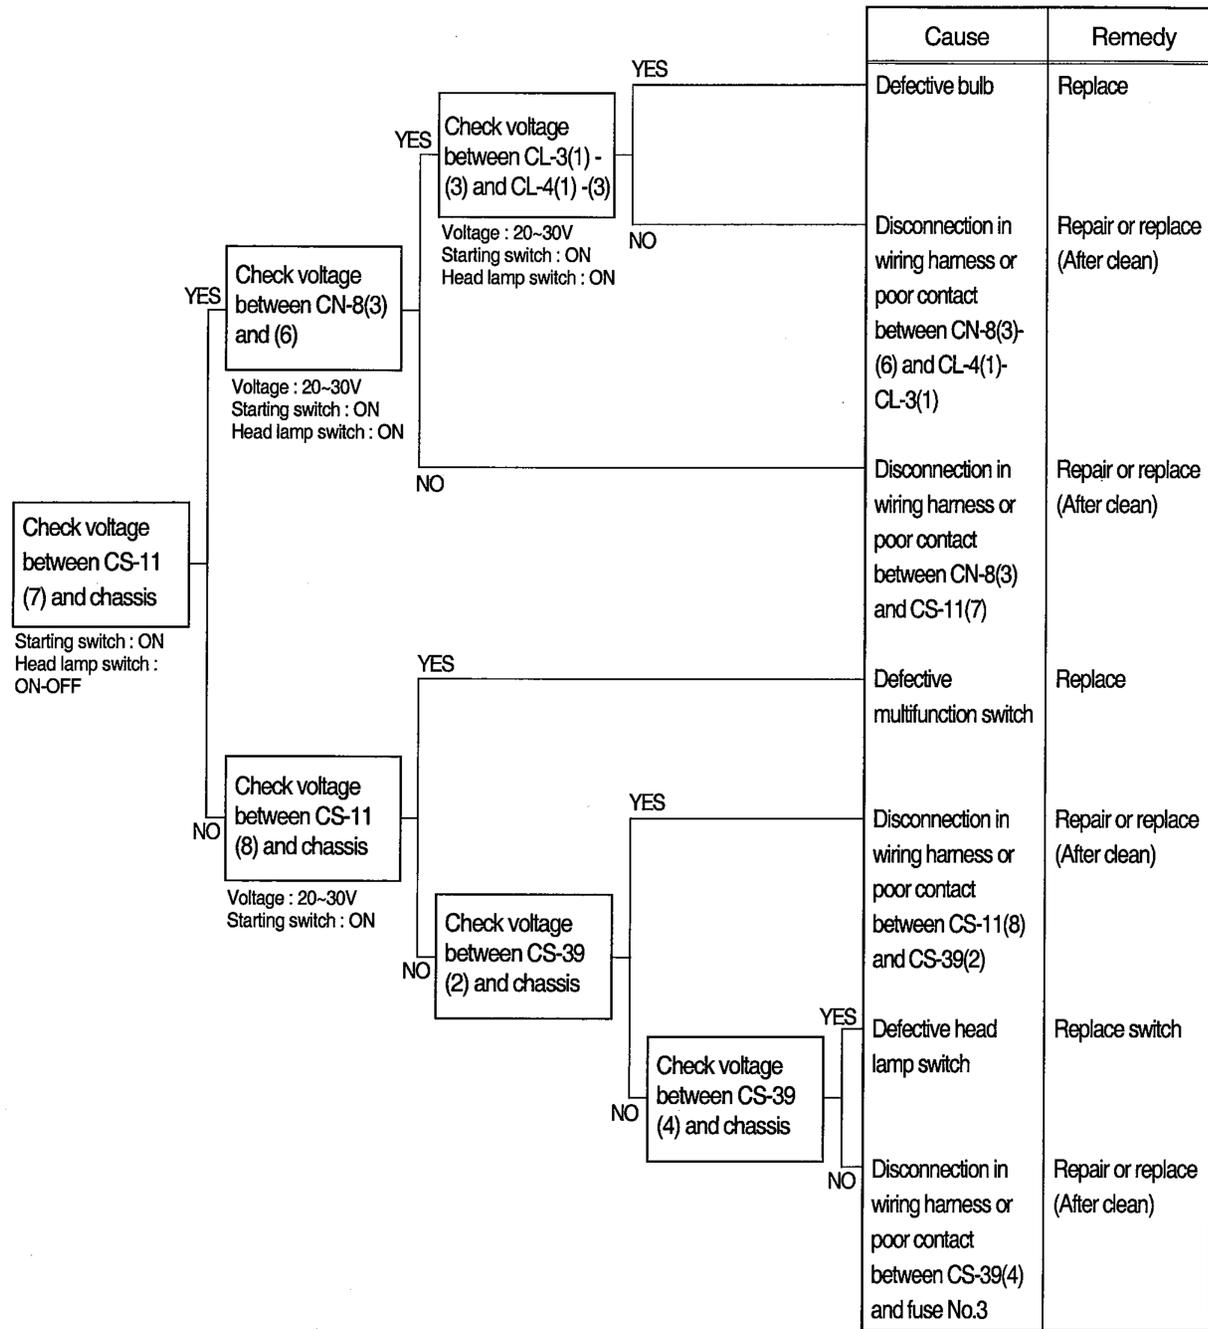 Cause
Remedy
YES
Defective bulb
Replace
YES
Check voltage
between CL-3(1) -
(3) and CL-4(1) -(3)
Voltage : 20~30V
Starting switch : ON
Head lamp switch : ON
NO
Disconnection in
wiring harness or
poor contact
between CN-8(3)-
(6) and CL-4(1)-
CL-3(1)
Repair or replace
(After clean)
YES
Check voltage
between CN-8(3)
and (6)
Voltage : 20~30V
Starting switch : ON
Head lamp switch : ON
NO
Disconnection in
wiring harness or
poor contact
between CN-8(3)
and CS-11(7)
Repair or replace
(After clean)
Check voltage
between CS-11
(7) and chassis
Starting switch : ON
Head lamp switch :
ON-OFF
YES
Defective
multifunction switch
Replace
NO
Check voltage
between CS-11
(8) and chassis
Voltage : 20~30V
Starting switch : ON
YES
Disconnection in
wiring harness or
poor contact
between CS-11(8)
and CS-39(2)
Repair or replace
(After clean)
NO
Check voltage
between CS-39
(2) and chassis
YES
Defective head
lamp switch
Replace switch
NO
Check voltage
between CS-39
(4) and chassis
NO
Disconnection in
wiring harness or
poor contact
between CS-39(4)
and fuse No.3
Repair or replace
(After clean)